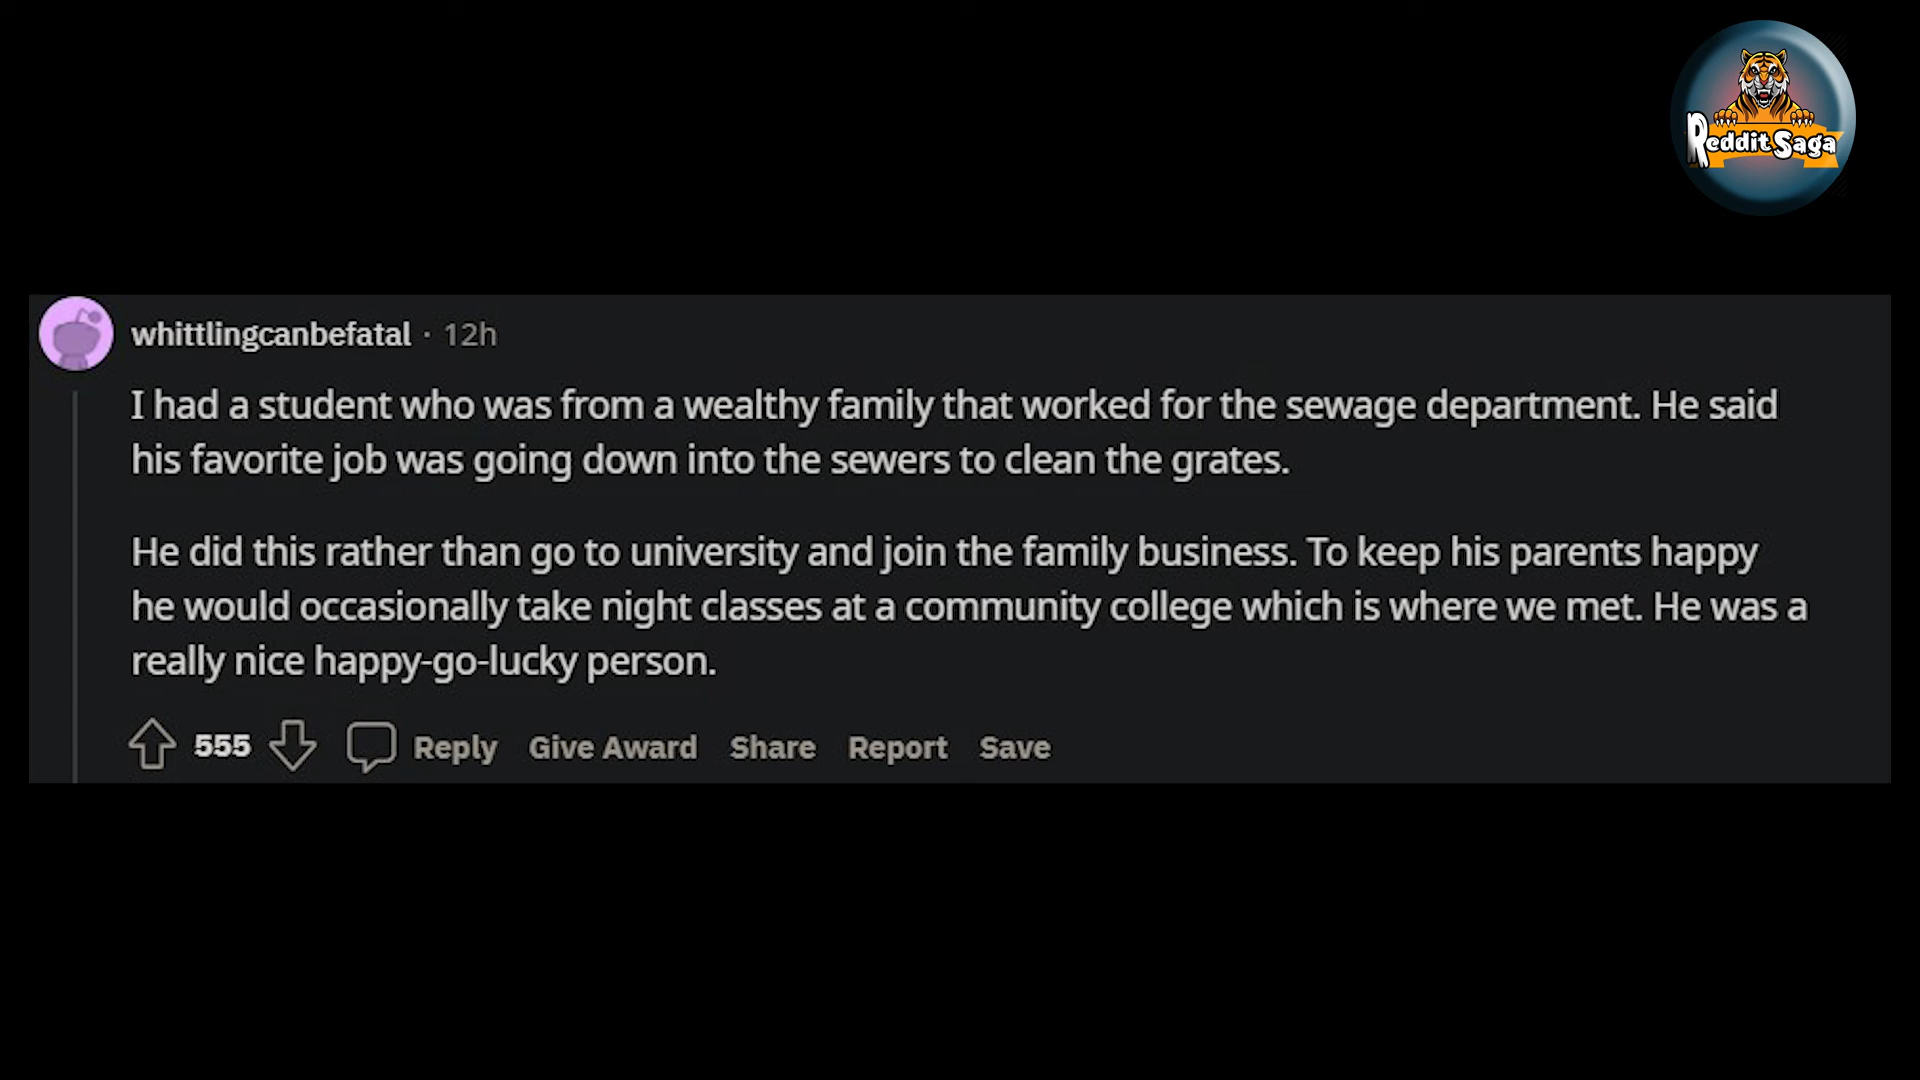 Reddit Saga
whittlingcanbefatal · 12h
I had a student who was from a wealthy family that worked for the sewage department. He said
his favorite job was going down into the sewers to clean the grates.
He did this rather than go to university and join the family business. To keep his parents happy
he would occasionally take night classes at a community college which is where we met. He was a
really nice happy-go-lucky person.
555 Reply Give Award Share Report Save